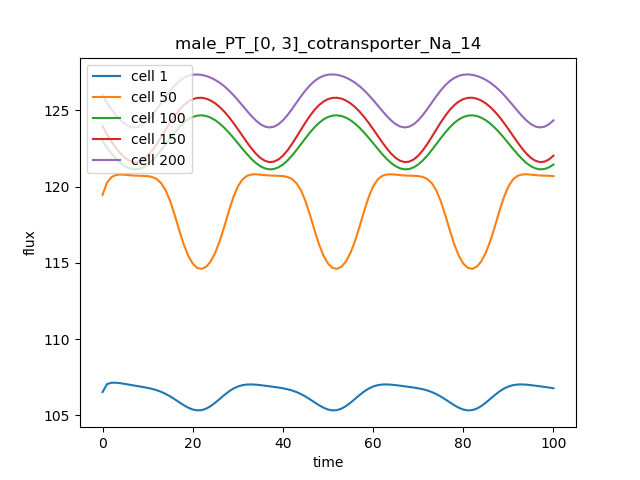 male_PT_[0, 3]_cotransporter_Na_14
cell 1
cell 50
cell 100
cell 150
cell 200
125
120
115
110
105
flux
0
20
40
60
80
100
time